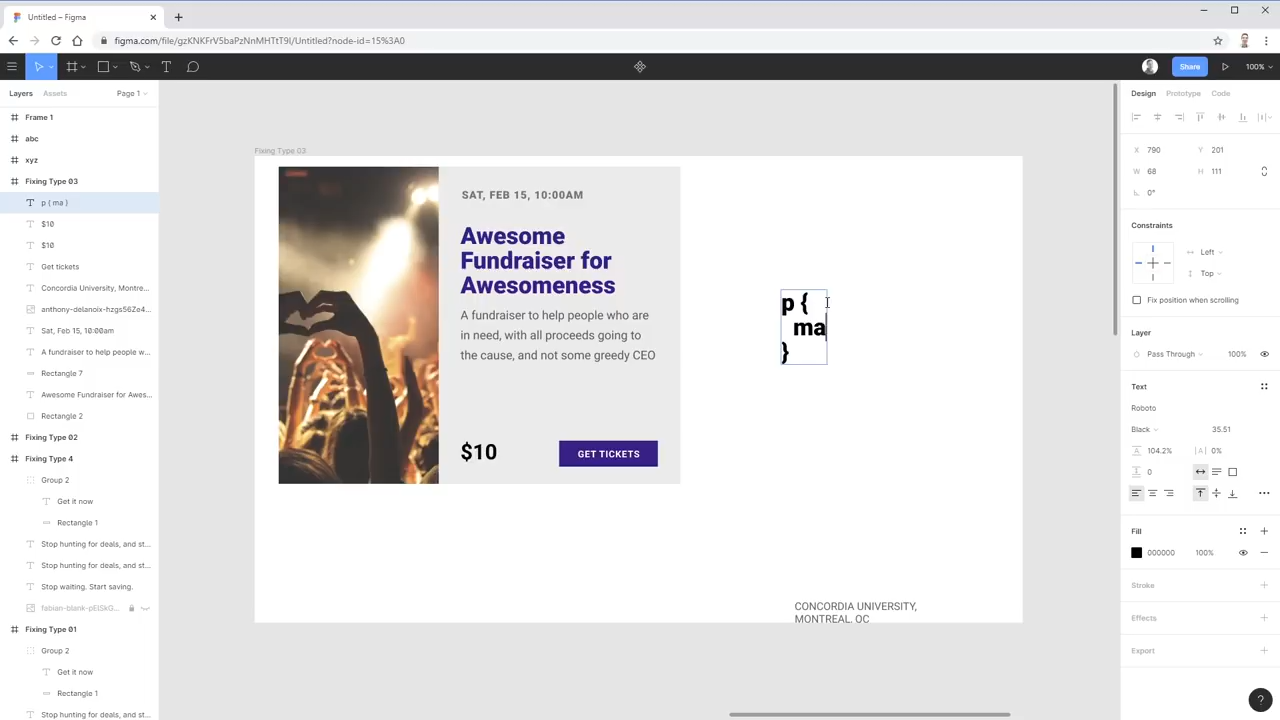 Untitled – Figma
figma.com/file/gzKNKFrV5baPzNnMHTtT9I/Untitled?node-id=15%3A0
Share
100%
Layers
Assets
Page 1
Frame 1
abc
xyz
Fixing Type 03
p { ma }
$10
$10
Get tickets
Concordia University, Montre...
anthony-delanoix-hzgs56Ze4...
Sat, Feb 15, 10:00am
A fundraiser to help people w...
Rectangle 7
Awesome Fundraiser for Awes...
Rectangle 2
Fixing Type 02
Fixing Type 4
Group 2
Get it now
Rectangle 1
Stop hunting for deals, and st...
Stop hunting for deals, and st...
Stop waiting. Start saving.
fabian-blank-pElSkG...
Fixing Type 01
Group 2
Get it now
Rectangle 1
Stop hunting for deals, and st...
Fixing Type 03
SAT, FEB 15, 10:00AM
Awesome
Fundraiser for
Awesomeness
A fundraiser to help people who are
in need, with all proceeds going to
the cause, and not some greedy CEO
$10
GET TICKETS
p {
ma
}
CONCORDIA UNIVERSITY,
MONTREAL, QC
Design
Prototype
Code
X 790 Y 201
W 68 H 111
0°
Constraints
Left
Top
Fix position when scrolling
Layer
Pass Through 100%
Text
Roboto
Black 35.51
104.2% |A| 0%
0
Fill
000000 100%
Stroke
Effects
Export
?